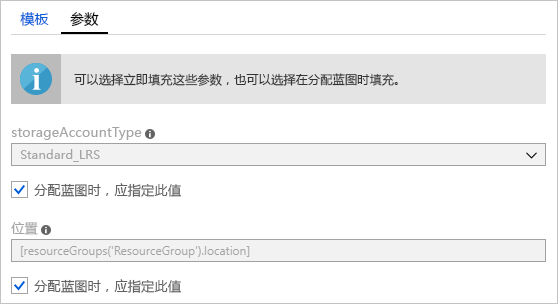 模板 参数
可以选择立即填充这些参数，也可以选择在分配蓝图时填充。
storageAccountType
Standard_LRS
分配蓝图时，应指定此值
位置
[resourceGroups('ResourceGroup').location]
分配蓝图时，应指定此值